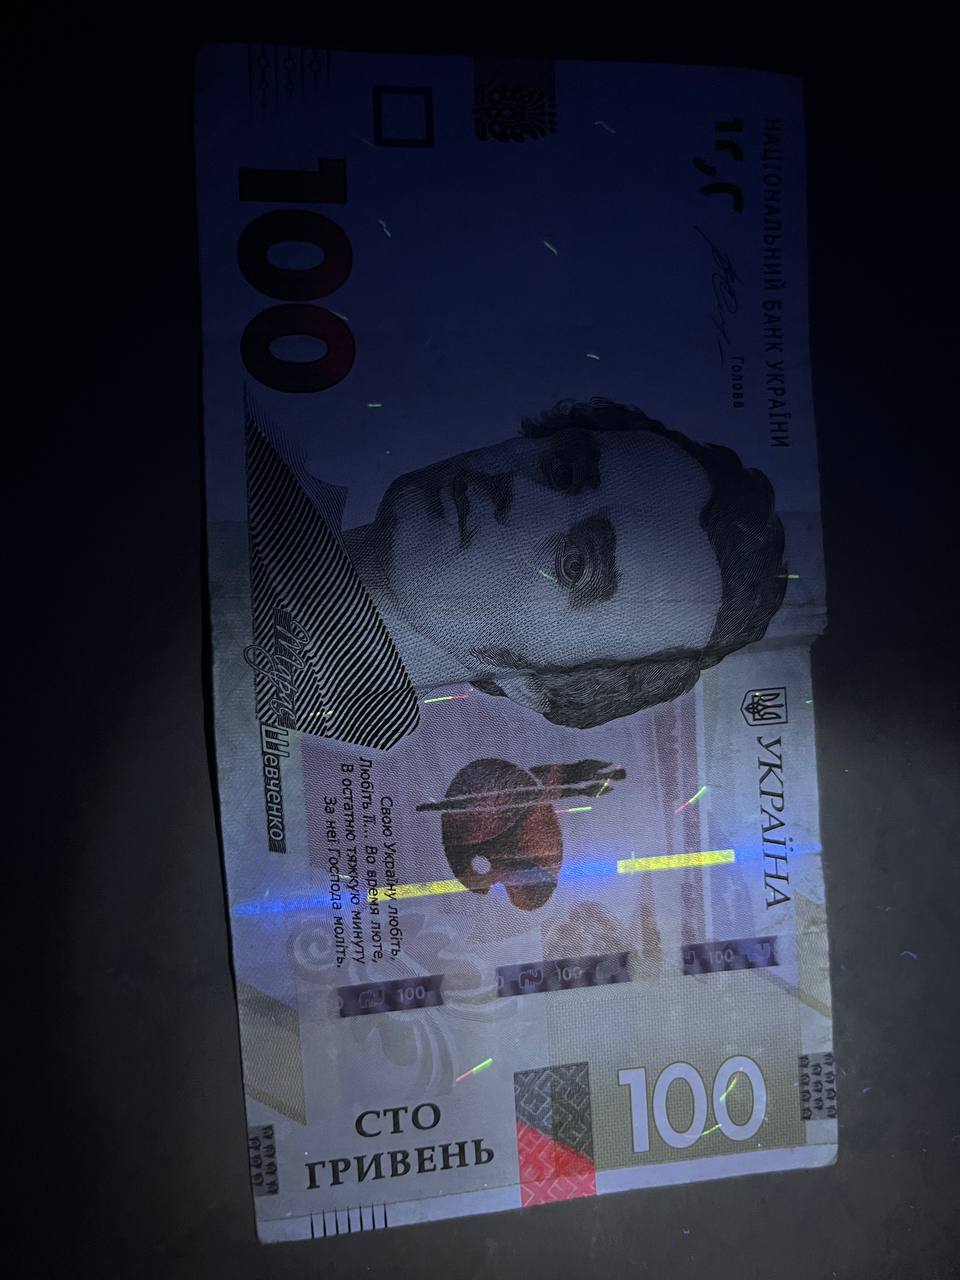 НАЦІОНАЛЬНИЙ БАНК УКРАЇНИ
Голова
УКРАЇНА
100
Свою Україну любіть,
Любіть її... Во время люте,
В остатню тяжкую минуту
За неї Господа моліть.
Шевченко
100
100
100
100
СТО
ГРИВЕНЬ